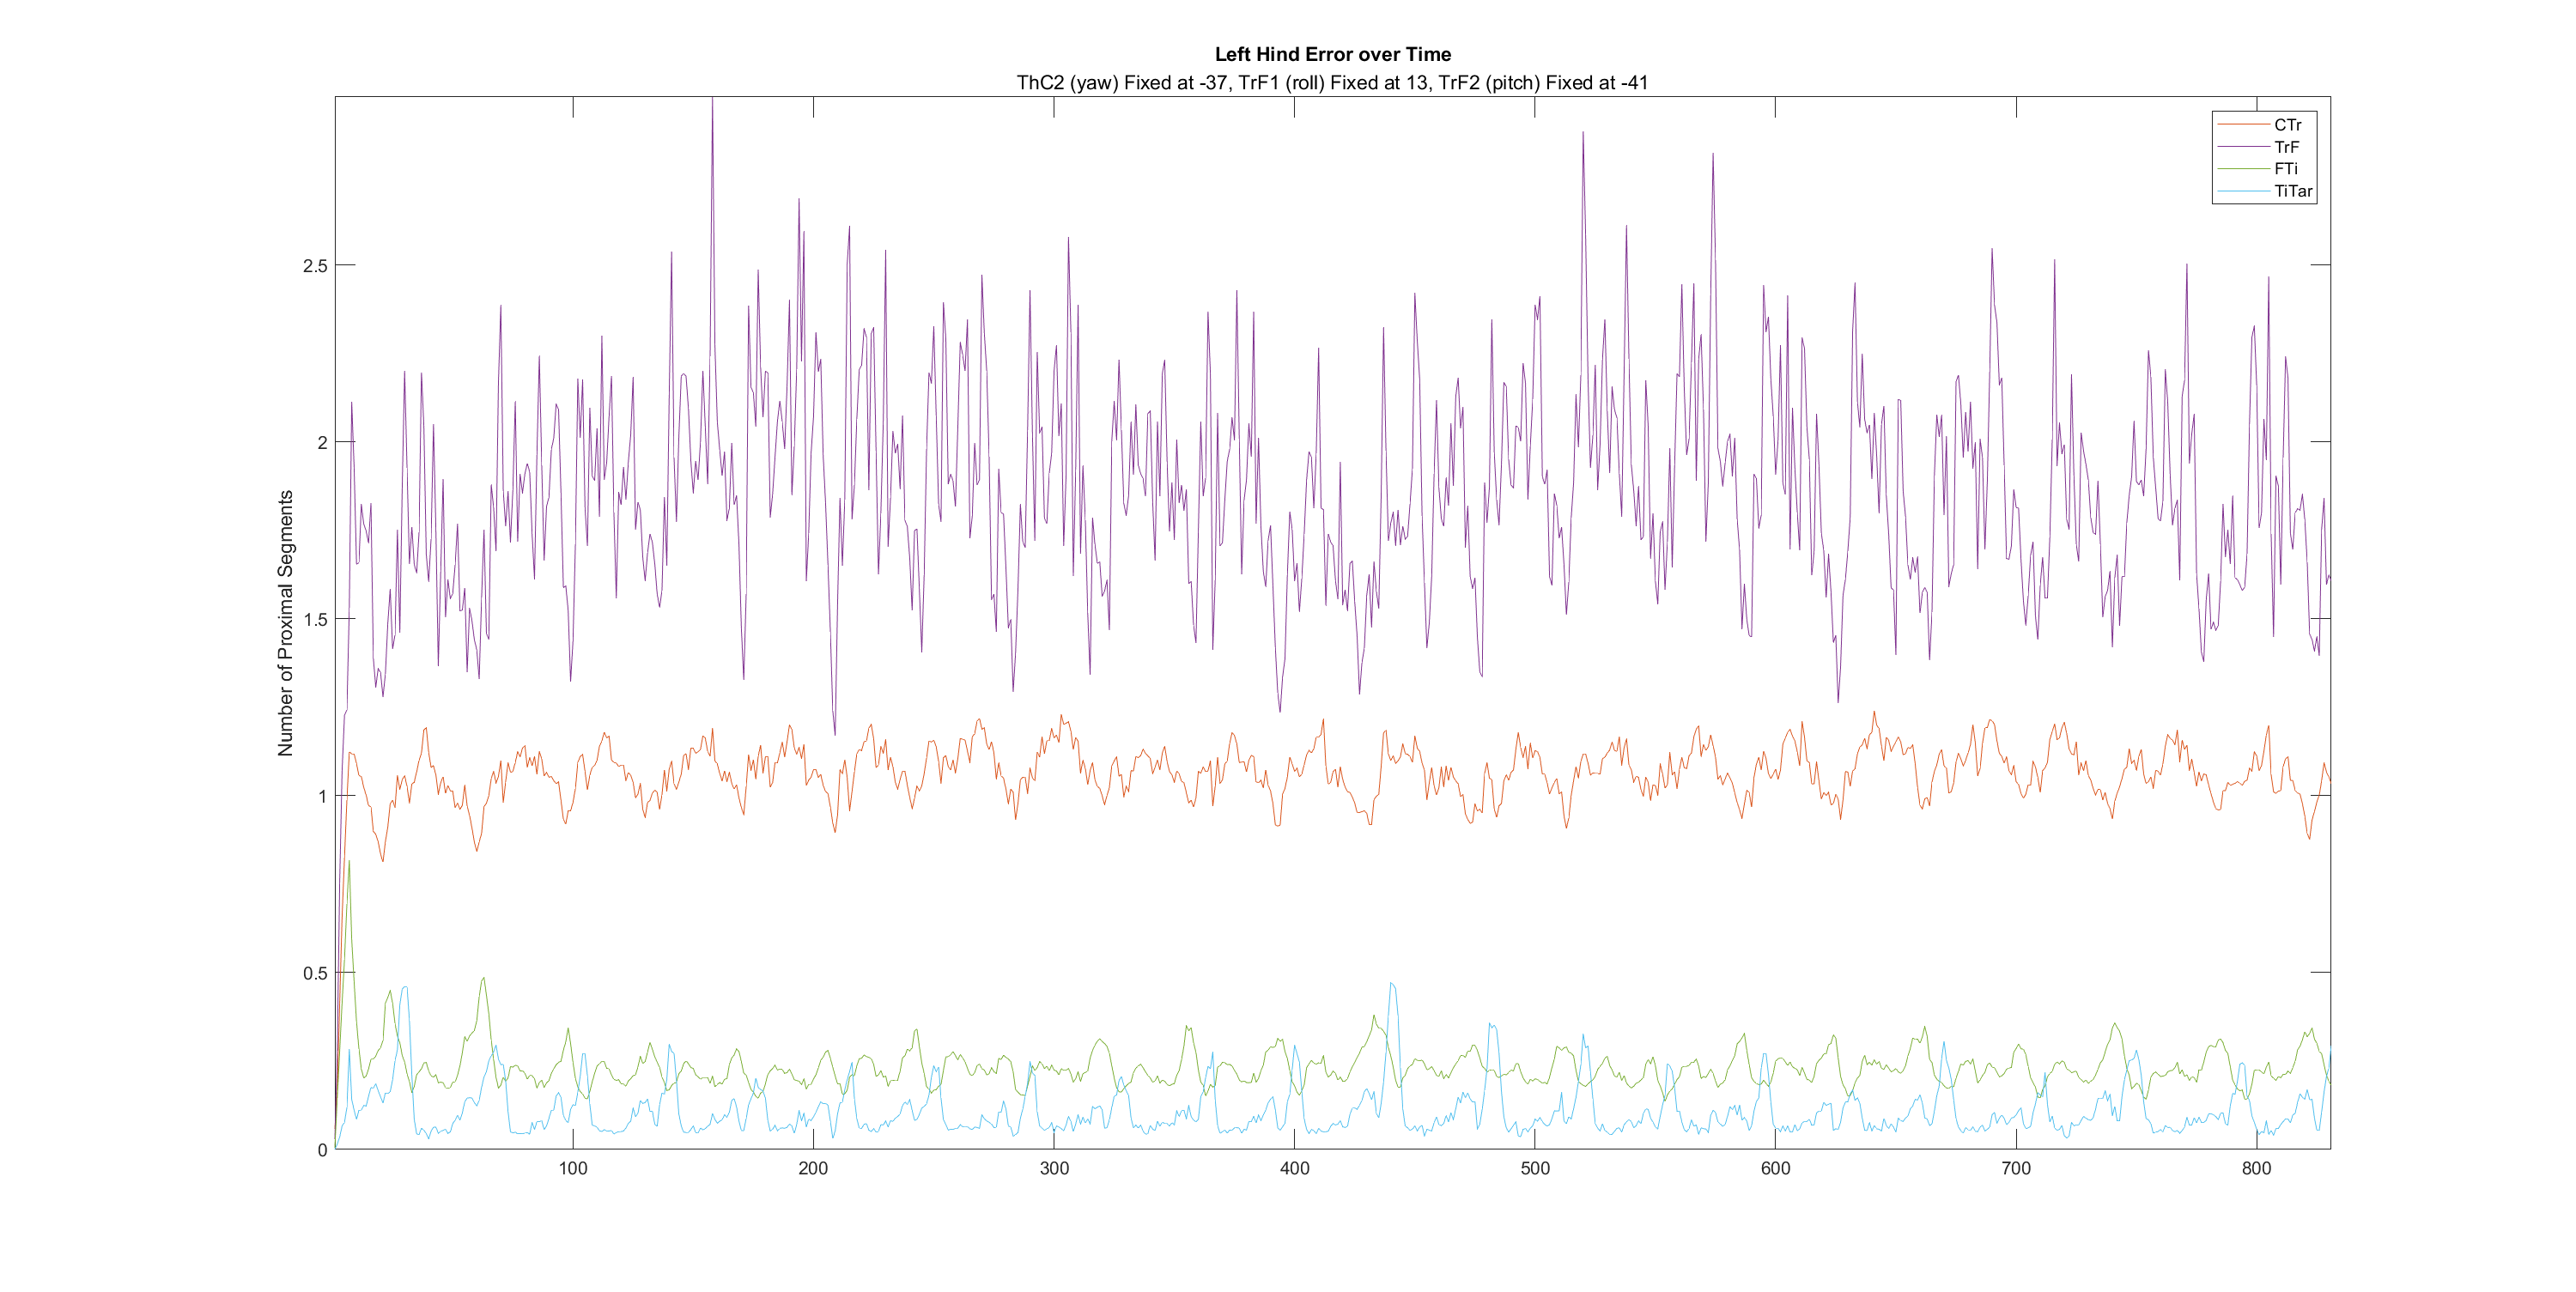 Left Hind Error over Time
ThC2 (yaw) Fixed at -37, TrF1 (roll) Fixed at 13, TrF2 (pitch) Fixed at -41
CTr
TrF
FTi
TiTar
Number of Proximal Segments
2.5
2
1.5
1
0.5
0
100 200 300 400 500 600 700 800